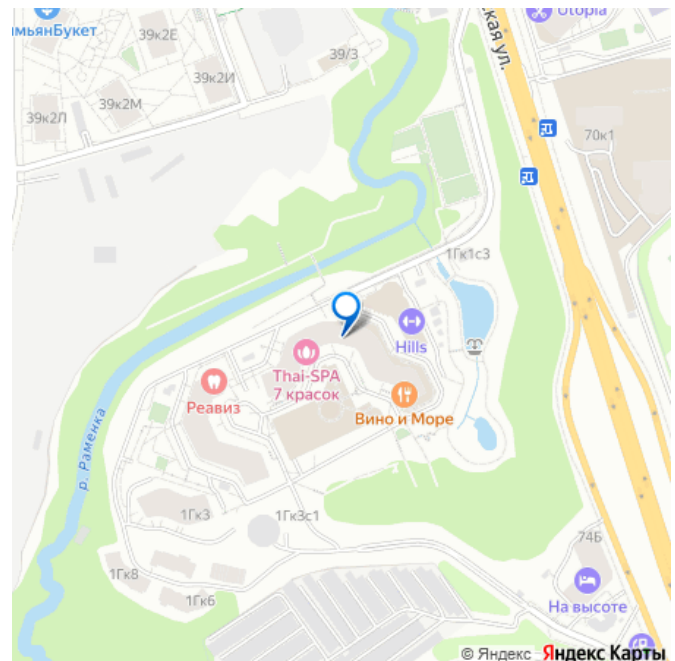 мьянБукет
39к2Е
39к2И
39к2М
39к2Л
39/3
ская ул.
Utopia
70к1
1Гк1с3
Hills
Thai-SPA
7 красок
Реавиз
Вино и Море
р. Раменка
1Гк3
1Гк3с1
1Гк8
1Гк6
74Б
На высоте
© Яндекс Яндекс Карты